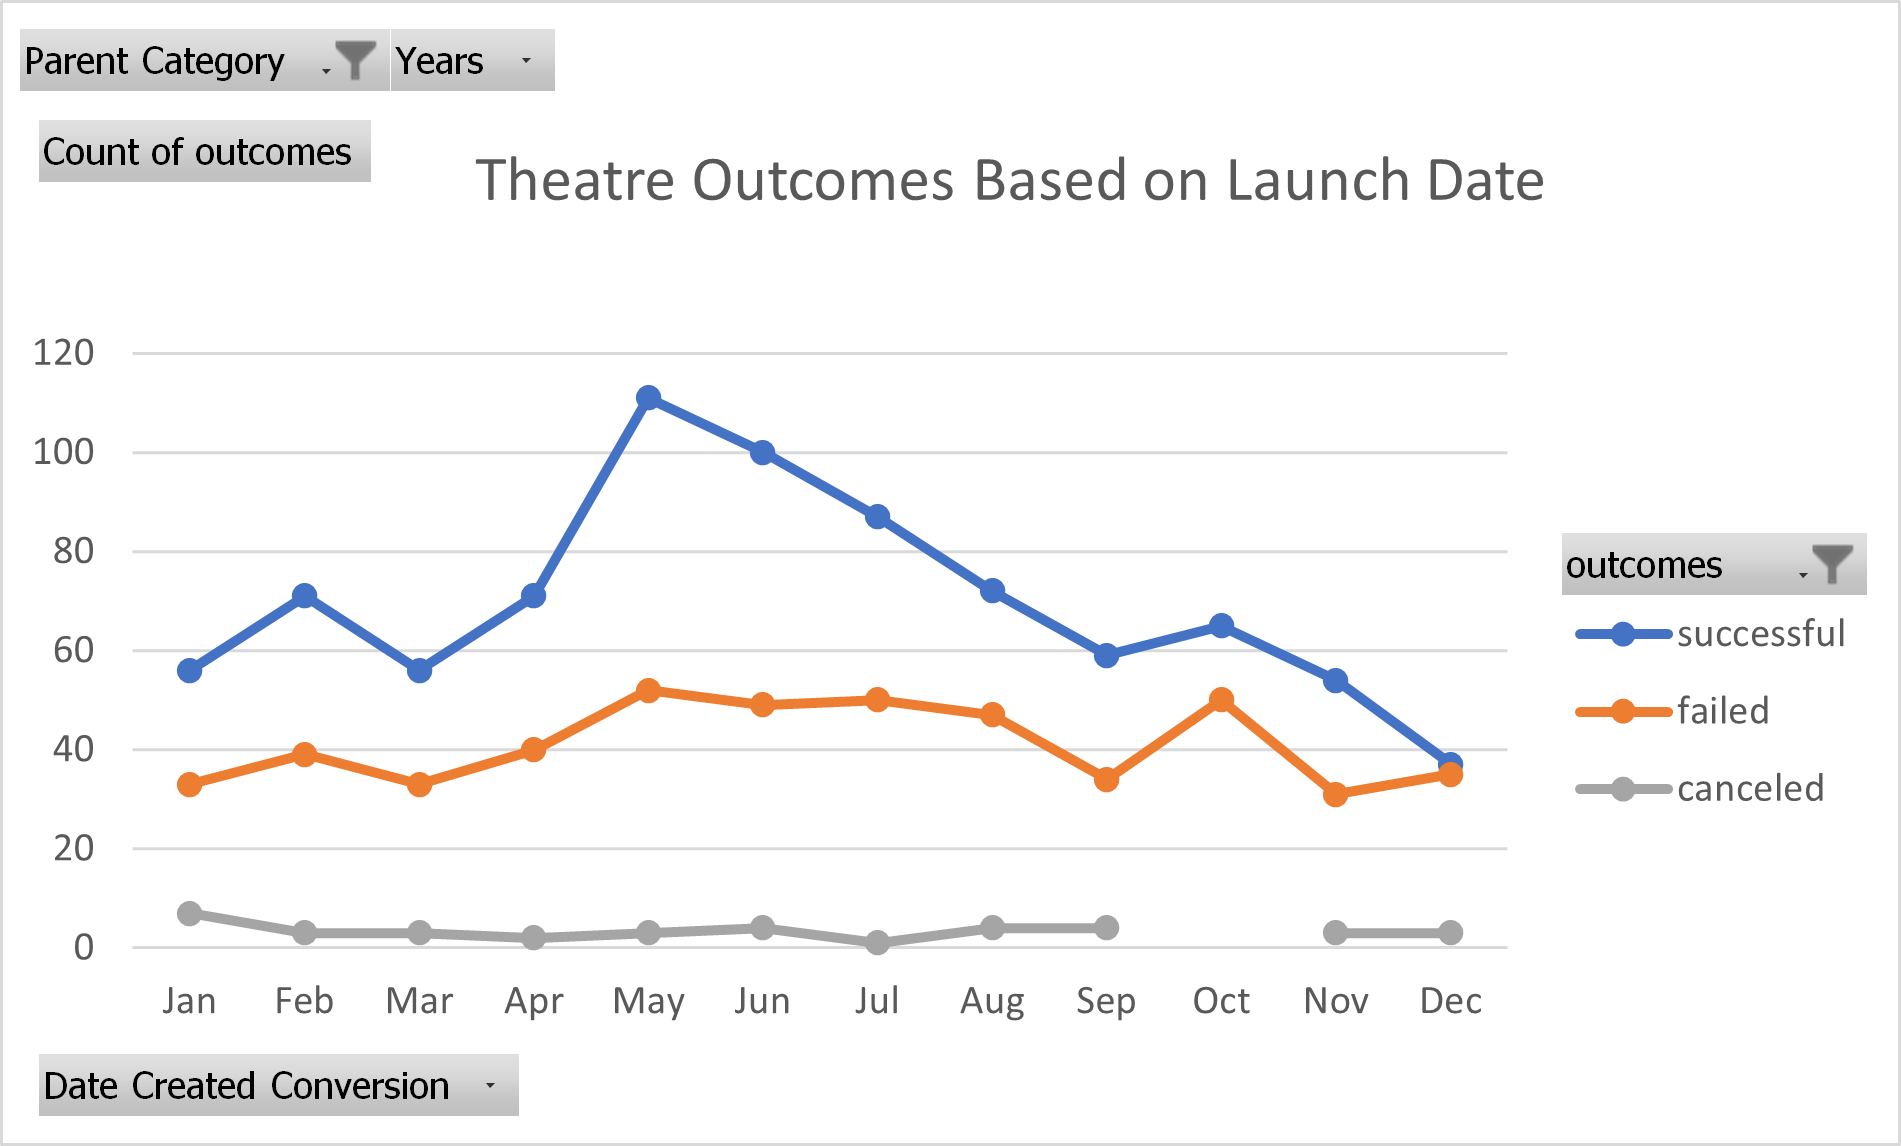 Parent Category Years
Count of outcomes
Theatre Outcomes Based on Launch Date
120
100
80
60
40
20
0
Jan Feb Mar Apr May Jun Jul Aug Sep Oct Nov Dec
outcomes
successful
failed
canceled
Date Created Conversion